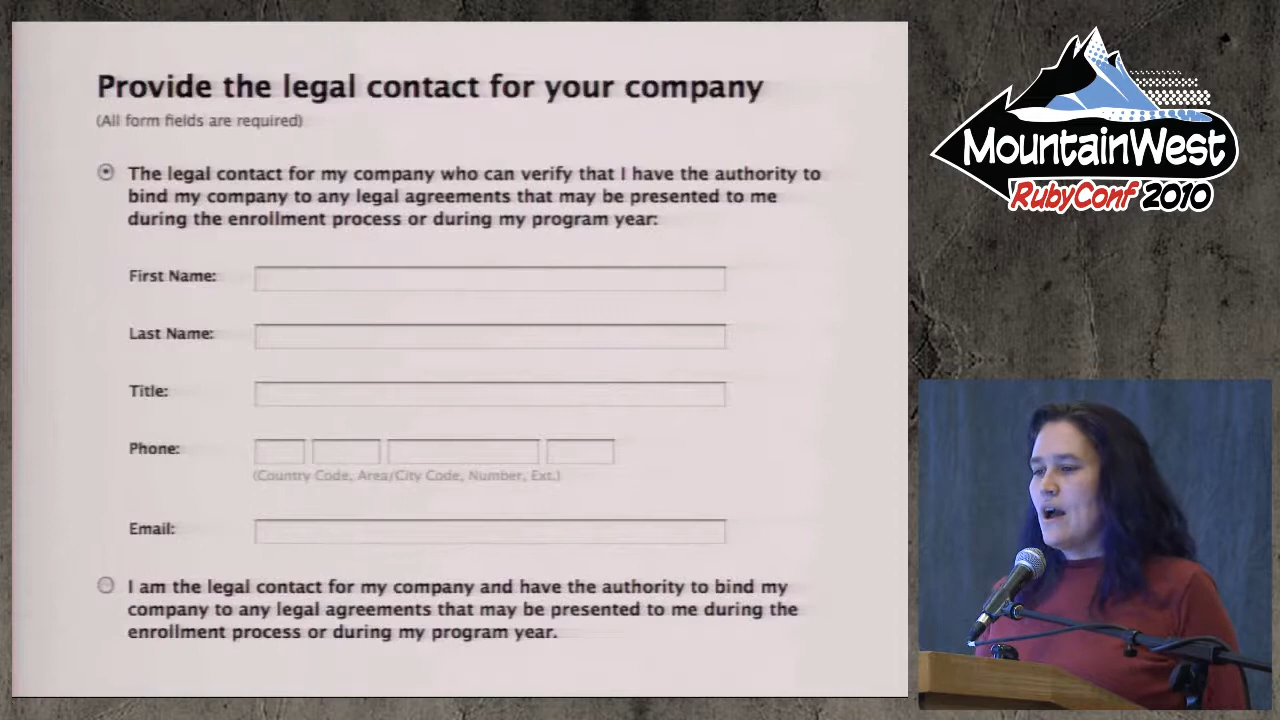 Provide the legal contact for your company
(All form fields are required)
The legal contact for my company who can verify that I have the authority to
bind my company to any legal agreements that may be presented to me
during the enrollment process or during my program year:
First Name:
Last Name:
Title:
Phone:
(Country Code, Area/City Code, Number, Ext.)
Email:
I am the legal contact for my company and have the authority to bind my
company to any legal agreements that may be presented to me during the
enrollment process or during my program year.
MountainWest
RubyConf 2010